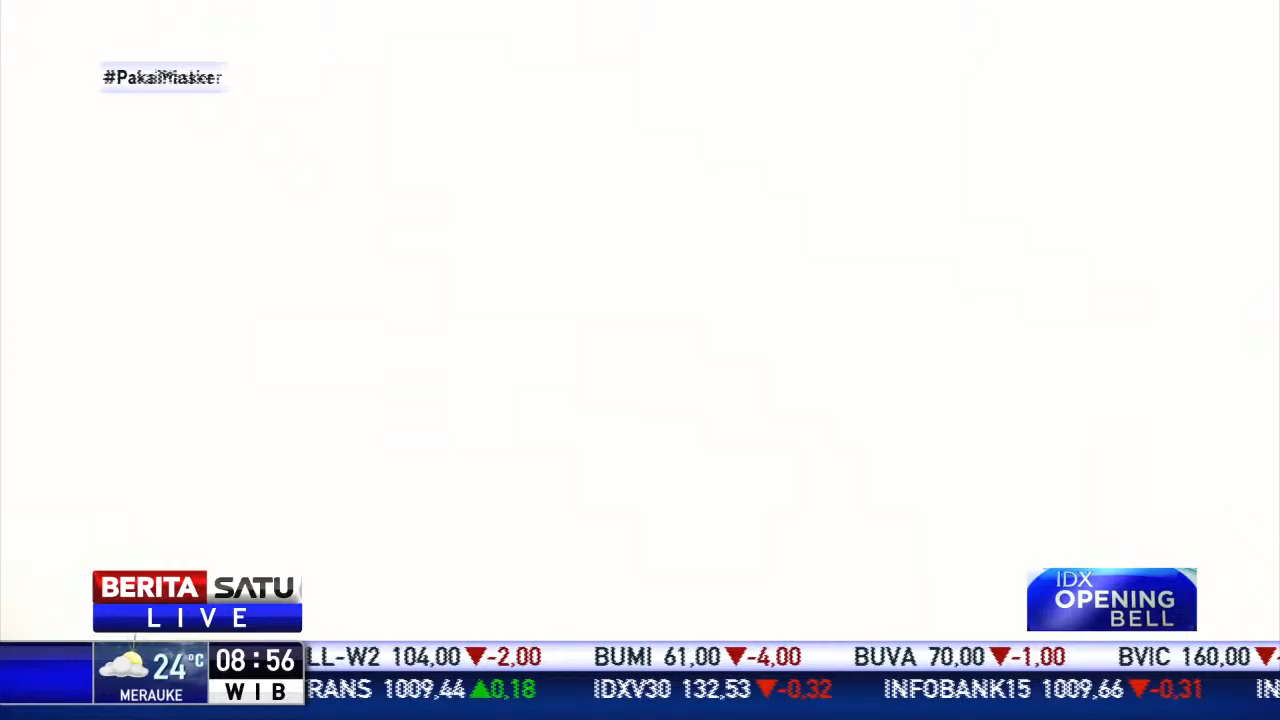 #PakaiMasker
BERITA SATU
LIVE
IDX
OPENING
BELL
24°C
MERAUKE
08:56
WIB
LL-W2 104,00 ▼-2,00 BUMI 61,00 ▼-4,00 BUVA 70,00 ▼-1,00 BVIC 160,00 ▼-
RANS 1009,44 ▲0,18 IDXV30 132,53 ▼-0,32 INFOBANK15 1009,66 ▼-0,31 IN